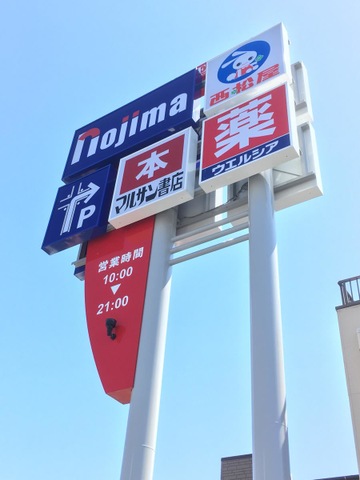 nojima
西松屋
本
マルサン書店
薬
ウエルシア
P
営業時間
10:00
▼
21:00